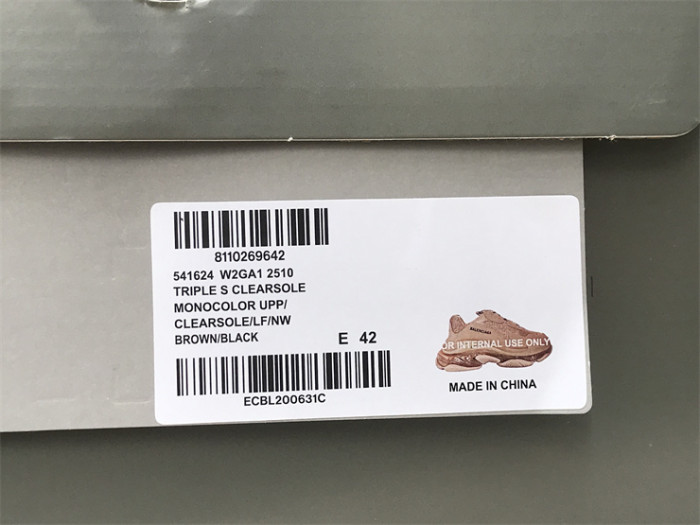 8110269642
541624 W2GA1 2510
TRIPLE S CLEARSOLE
MONOCOLOR UPP/
CLEARSOLE/LF/NW
BROWN/BLACK
E 42
ECBL200631C
BALENCIAGA
OR INTERNAL USE ONLY
MADE IN CHINA